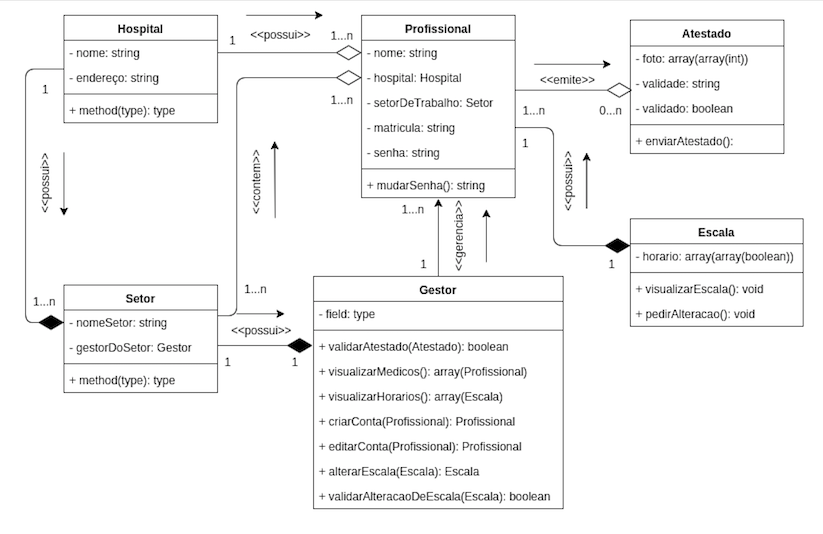 Hospital
- nome: string
- endereço: string
+ method(type): type
1
<<possui>>
1...n
1...n
Profissional
- nome: string
- hospital: Hospital
- setorDeTrabalho: Setor
- matricula: string
- senha: string
+ mudarSenha(): string
<<emite>>
1...n
0...n
Atestado
- foto: array(array(int))
- validade: string
- validado: boolean
+ enviarAtestado():
1
<<possui>>
1...n
<<contem>>
1...n
1...n
<<gerencia>>
1
1
<<possui>>
1
Escala
- horario: array(array(boolean))
+ visualizarEscala(): void
+ pedirAlteracao(): void
Setor
- nomeSetor: string
- gestorDoSetor: Gestor
+ method(type): type
<<possui>>
1
1
Gestor
- field: type
+ validarAtestado(Atestado): boolean
+ visualizarMedicos(): array(Profissional)
+ visualizarHorarios(): array(Escala)
+ criarConta(Profissional): Profissional
+ editarConta(Profissional): Profissional
+ alterarEscala(Escala): Escala
+ validarAlteracaoDeEscala(Escala): boolean